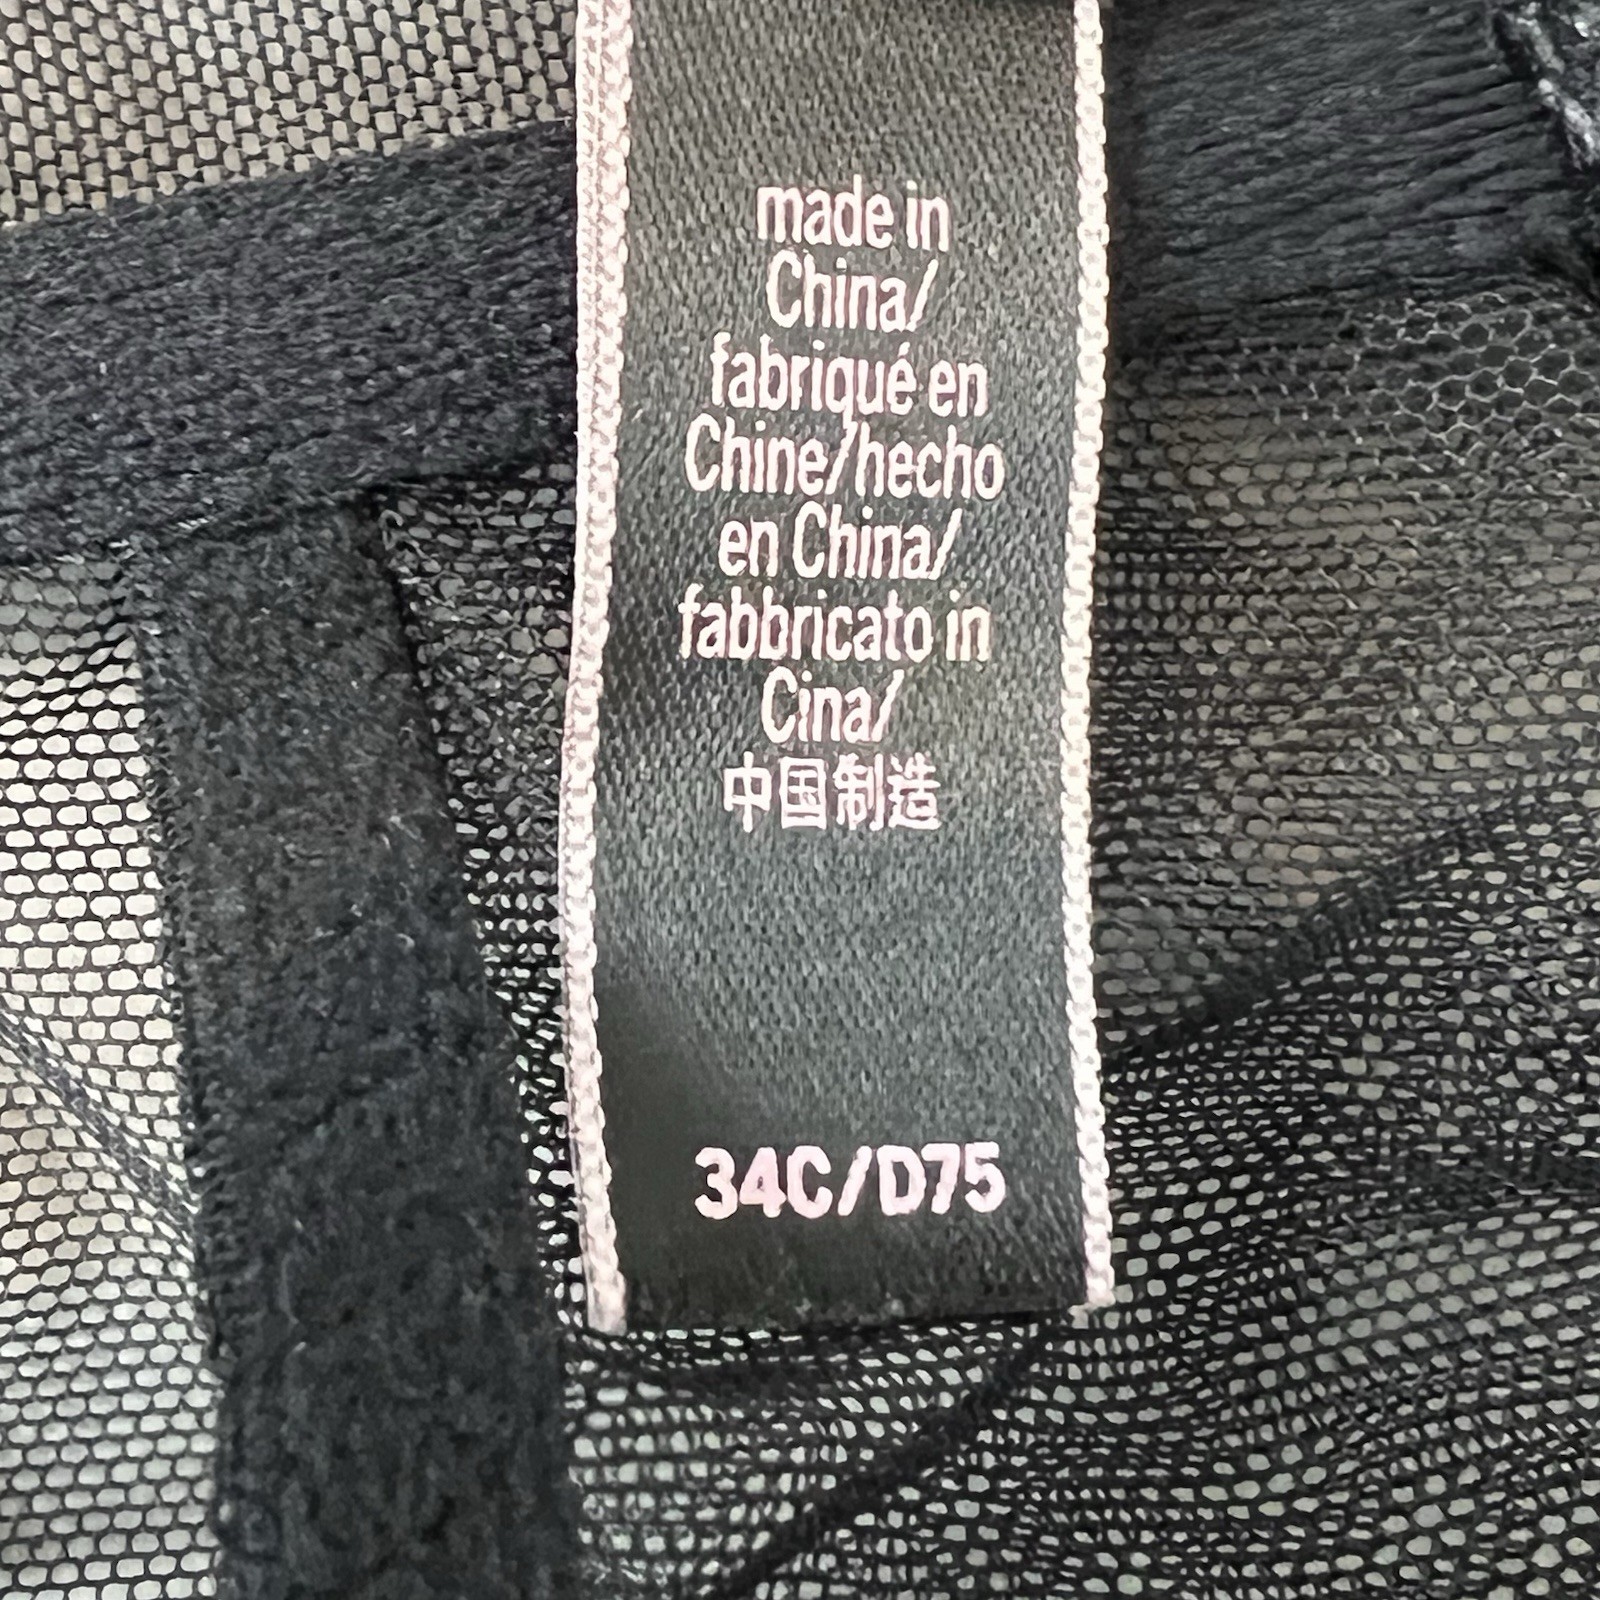 made in
China/
fabriqué en
Chine/hecho
en China/
fabbricato in
Cina/
中国制造
34C/D75